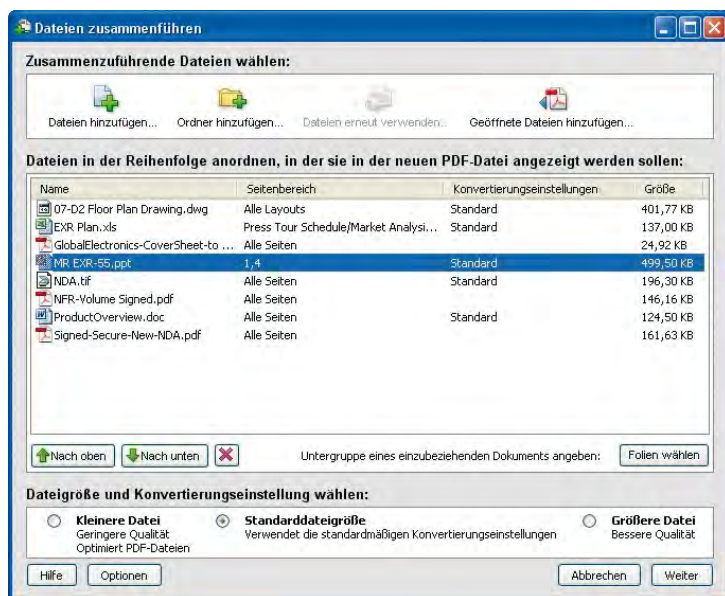 Dateien zusammenführen
Zusammenzuführende Dateien wählen:
Dateien hinzufügen... Ordner hinzufügen... Dateien erneut verwenden... Geöffnete Dateien hinzufügen...
Dateien in der Reihenfolge anordnen, in der sie in der neuen PDF-Datei angezeigt werden sollen:
Name Seitenbereich Konvertierungseinstellungen Größe
07-D2 Floor Plan Drawing.dwg Alle Layouts Standard 401,77 KB
EXR Plan.xls Press Tour Schedule/Market Analysi... Standard 137,00 KB
GlobalElectronics-CoverSheet-to ... Alle Seiten 24,92 KB
MR EXR-55.ppt 1,4 Standard 499,50 KB
NDA.tif Alle Seiten Standard 196,30 KB
NFR-Volume Signed.pdf Alle Seiten 146,16 KB
ProductOverview.doc Alle Seiten Standard 124,50 KB
Signed-Secure-New-NDA.pdf Alle Seiten 161,63 KB
Nach oben Nach unten Untergruppe eines einzubeziehenden Dokuments angeben: Folien wählen
Dateigröße und Konvertierungseinstellung wählen:
Kleinere Datei Standarddateigröße Größere Datei
Geringere Qualität Verwendet die standardmäßigen Konvertierungseinstellungen Bessere Qualität
Optimiert PDF-Dateien
Hilfe Optionen Abbrechen Weiter